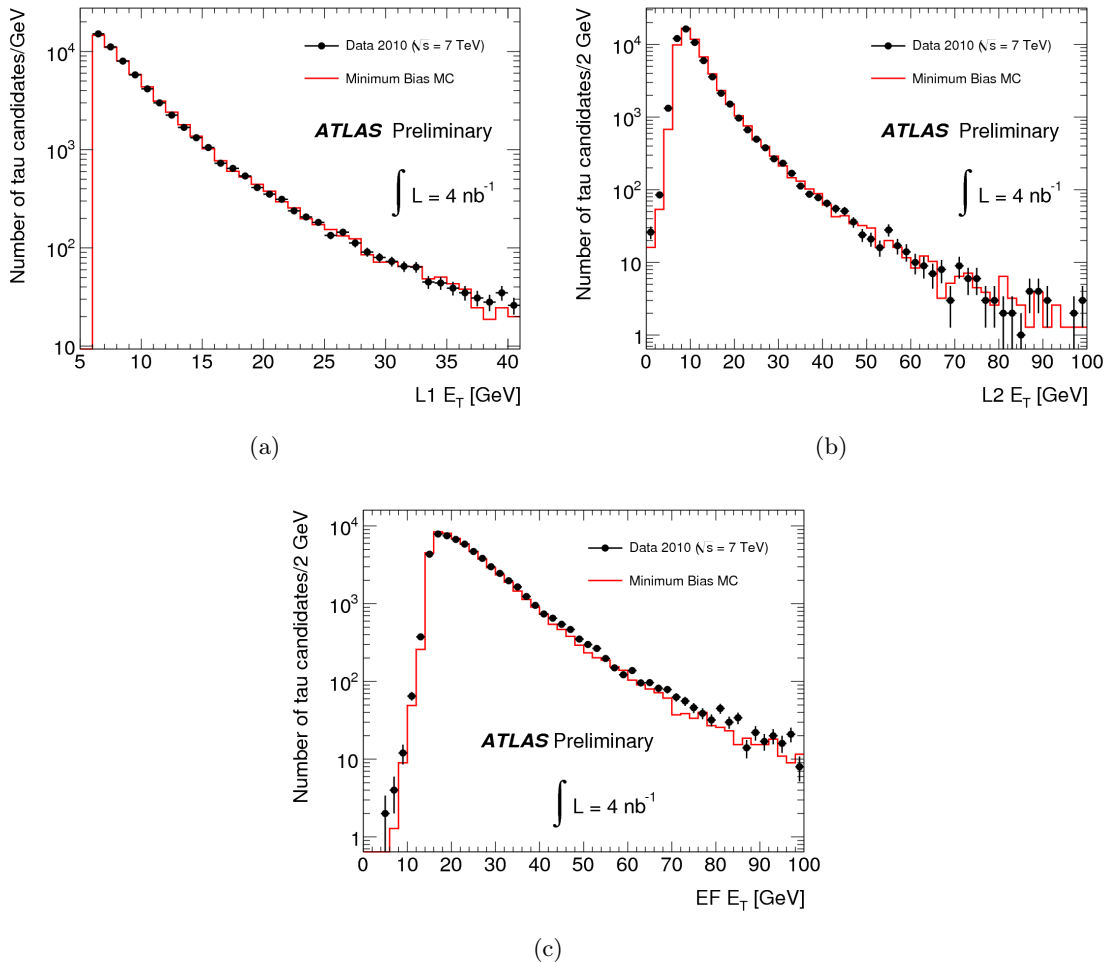 Number of tau candidates/GeV
10⁴
10³
10²
10
Data 2010 (√s = 7 TeV)
Minimum Bias MC
ATLAS Preliminary
∫ L = 4 nb⁻¹
5 10 15 20 25 30 35 40
L1 E_T [GeV]
(a)
Number of tau candidates/2 GeV
10⁴
10³
10²
10
1
Data 2010 (√s = 7 TeV)
Minimum Bias MC
ATLAS Preliminary
∫ L = 4 nb⁻¹
0 10 20 30 40 50 60 70 80 90 100
L2 E_T [GeV]
(b)
Number of tau candidates/2 GeV
10⁴
10³
10²
10
1
Data 2010 (√s = 7 TeV)
Minimum Bias MC
ATLAS Preliminary
∫ L = 4 nb⁻¹
0 10 20 30 40 50 60 70 80 90 100
EF E_T [GeV]
(c)